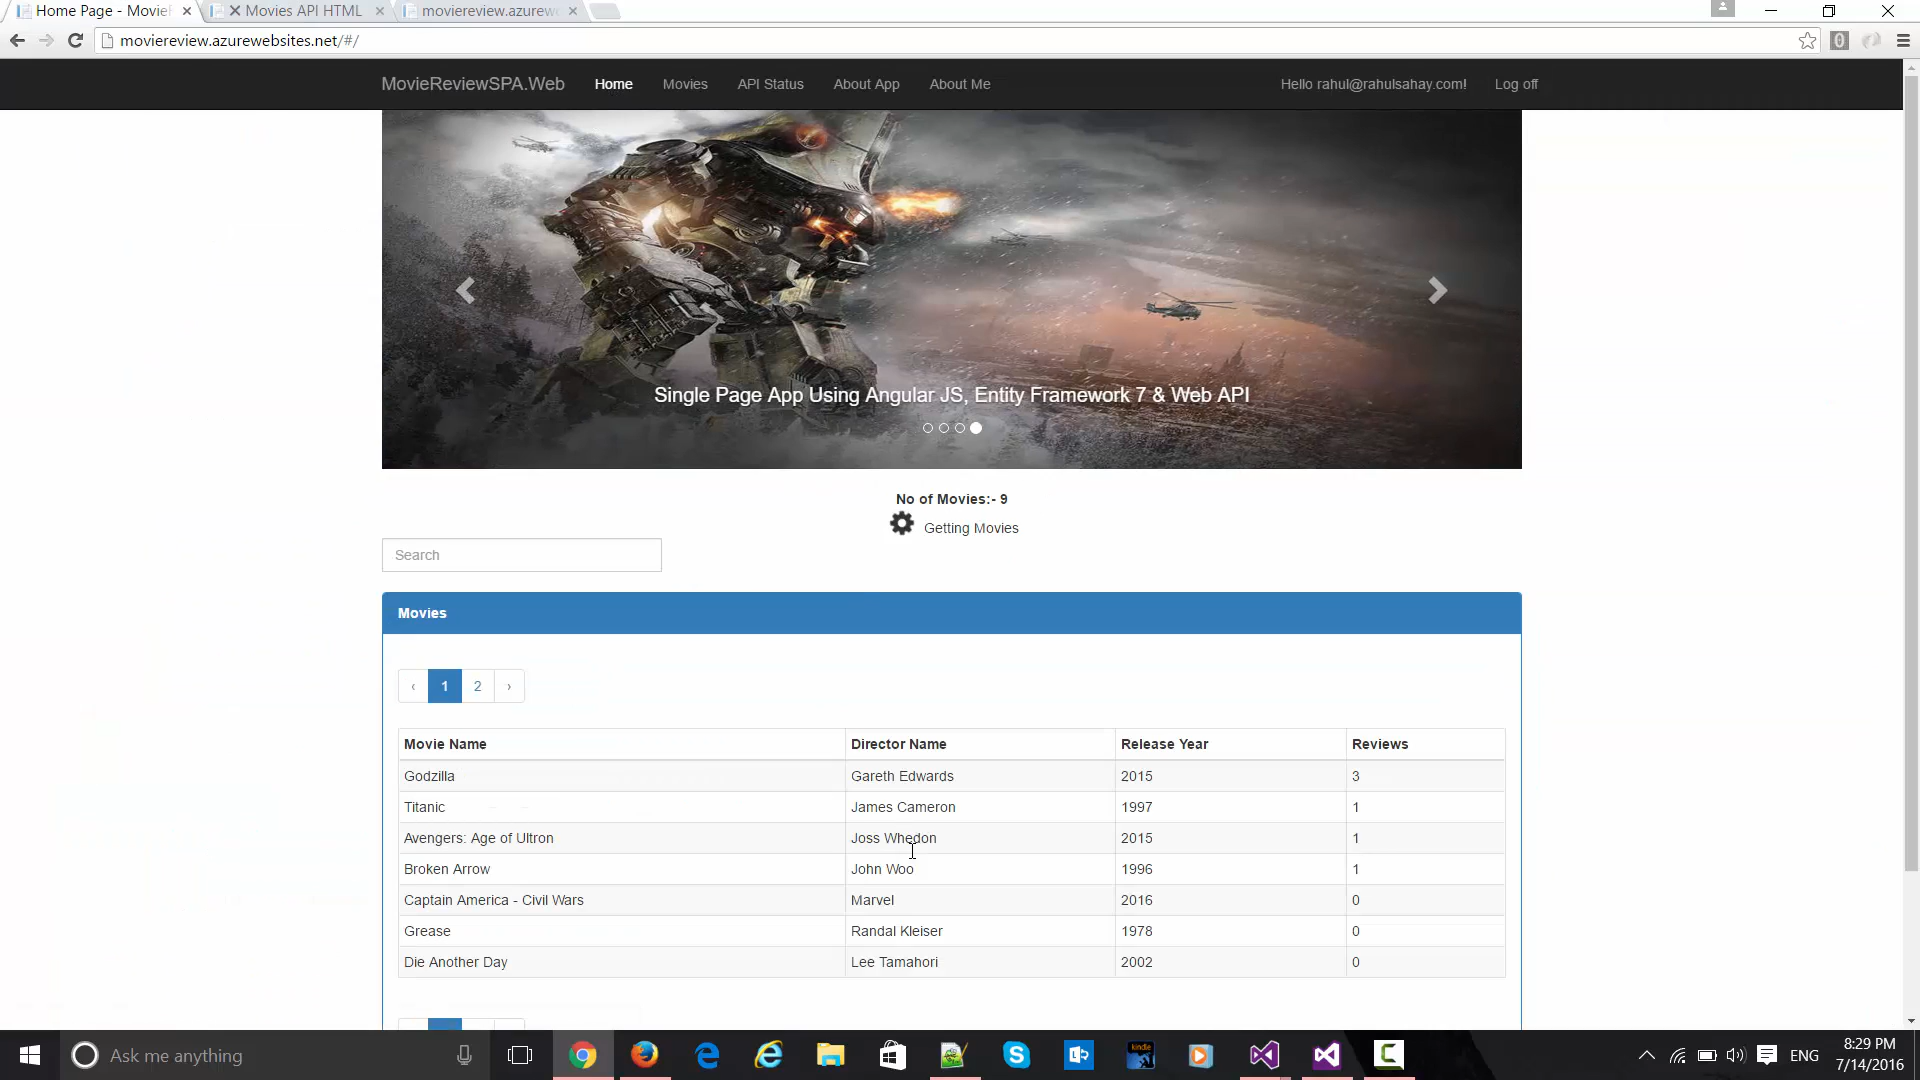 Home Page - MovieR
Movies API HTML
moviereview.azurew
moviereview.azurewebsites.net/#/
MovieReviewSPA.Web Home Movies API Status About App About Me Hello rahul@rahulsahay.com! Log off
Single Page App Using Angular JS, Entity Framework 7 & Web API
No of Movies:- 9
Getting Movies
Search
Movies
‹ 1 2 ›
Movie Name Director Name Release Year Reviews
Godzilla Gareth Edwards 2015 3
Titanic James Cameron 1997 1
Avengers: Age of Ultron Joss Whedon 2015 1
Broken Arrow John Woo 1996 1
Captain America - Civil Wars Marvel 2016 0
Grease Randal Kleiser 1978 0
Die Another Day Lee Tamahori 2002 0
Ask me anything
kindle
ENG
8:29 PM
7/14/2016